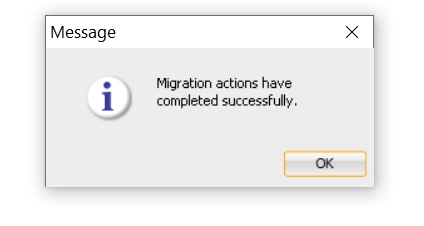 Message
Migration actions have
completed successfully.
OK